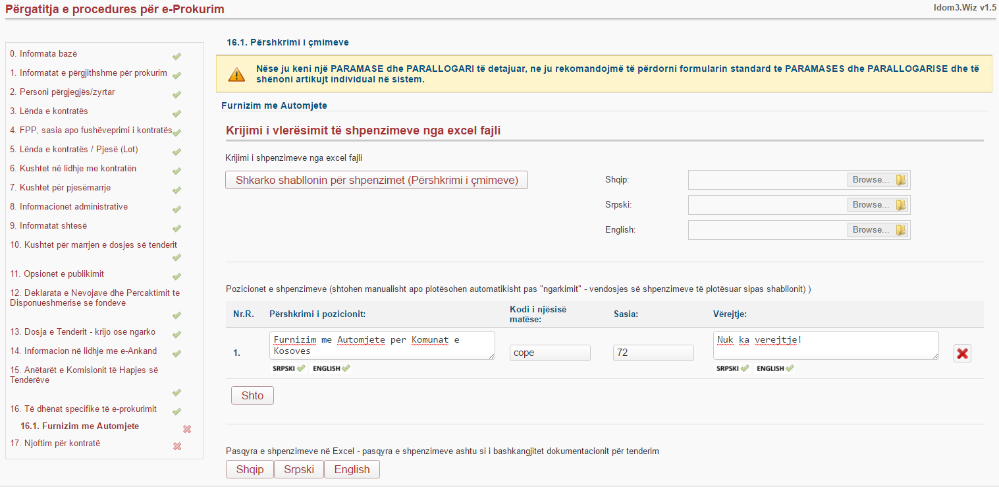 Përgatitja e procedures për e-Prokurim
Idom3.Wiz v1.5
0. Informata bazë
1. Informatat e përgjithshme për prokurim
2. Personi përgjegjës/zyrtar
3. Lënda e kontratës
4. FPP, sasia apo fushëveprimi i kontratës
5. Lënda e kontratës / Pjesë (Lot)
6. Kushtet në lidhje me kontratën
7. Kushtet për pjesëmarrje
8. Informacionet administrative
9. Informatat shtesë
10. Kushtet për marrjen e dosjes së tenderit
11. Opsionet e publikimit
12. Deklarata e Nevojave dhe Percaktimit te
Disponueshmerise se fondeve
13. Dosja e Tenderit - krijo ose ngarko
14. Informacion në lidhje me e-Ankand
15. Anëtarët e Komisionit të Hapjes së
Tenderëve
16. Të dhënat specifike të e-prokurimit
16.1. Furnizim me Automjete
17. Njoftim për kontratë
16.1. Përshkrimi i çmimeve
Nëse ju keni një PARAMASE dhe PARALLOGARI të detajuar, ne ju rekomandojmë të përdorni formularin standard te PARAMASES dhe PARALLOGARISE dhe të
shënoni artikujt individual në sistem.
Furnizim me Automjete
Krijimi i vlerësimit të shpenzimeve nga excel fajli
Krijimi i shpenzimeve nga excel fajli
Shkarko shabllonin për shpenzimet (Përshkrimi i çmimeve)
Shqip:
Browse...
Srpski:
Browse...
English:
Browse...
Pozicionet e shpenzimeve (shtohen manualisht apo plotësohen automatikisht pas "ngarkimit" - vendosjes së shpenzimeve të plotësuar sipas shabllonit) )
Nr.R.
Përshkrimi i pozicionit:
Kodi i njësisë
matëse:
Sasia:
Vërejtje:
1.
Furnizim me Automjete per Komunat e
Kosoves
SRPSKI ENGLISH
cope
72
Nuk ka verejtje!
SRPSKI ENGLISH
Shto
Pasqyra e shpenzimeve në Excel - pasqyra e shpenzimeve ashtu si i bashkangjitet dokumentacionit për tenderim
Shqip Srpski English